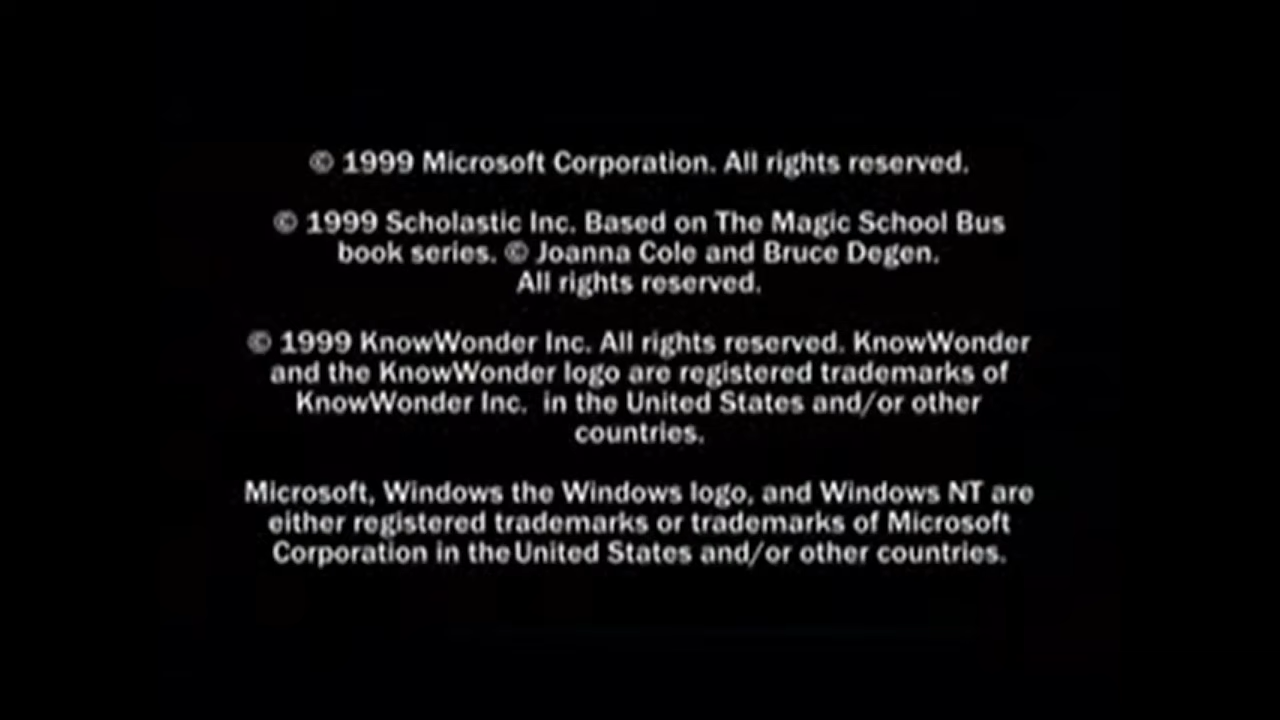 © 1999 Microsoft Corporation. All rights reserved.
© 1999 Scholastic Inc. Based on The Magic School Bus
book series. © Joanna Cole and Bruce Degen.
All rights reserved.
© 1999 KnowWonder Inc. All rights reserved. KnowWonder
and the KnowWonder logo are registered trademarks of
KnowWonder Inc.  in the United States and/or other
countries.
Microsoft, Windows the Windows logo, and Windows NT are
either registered trademarks or trademarks of Microsoft
Corporation in the United States and/or other countries.